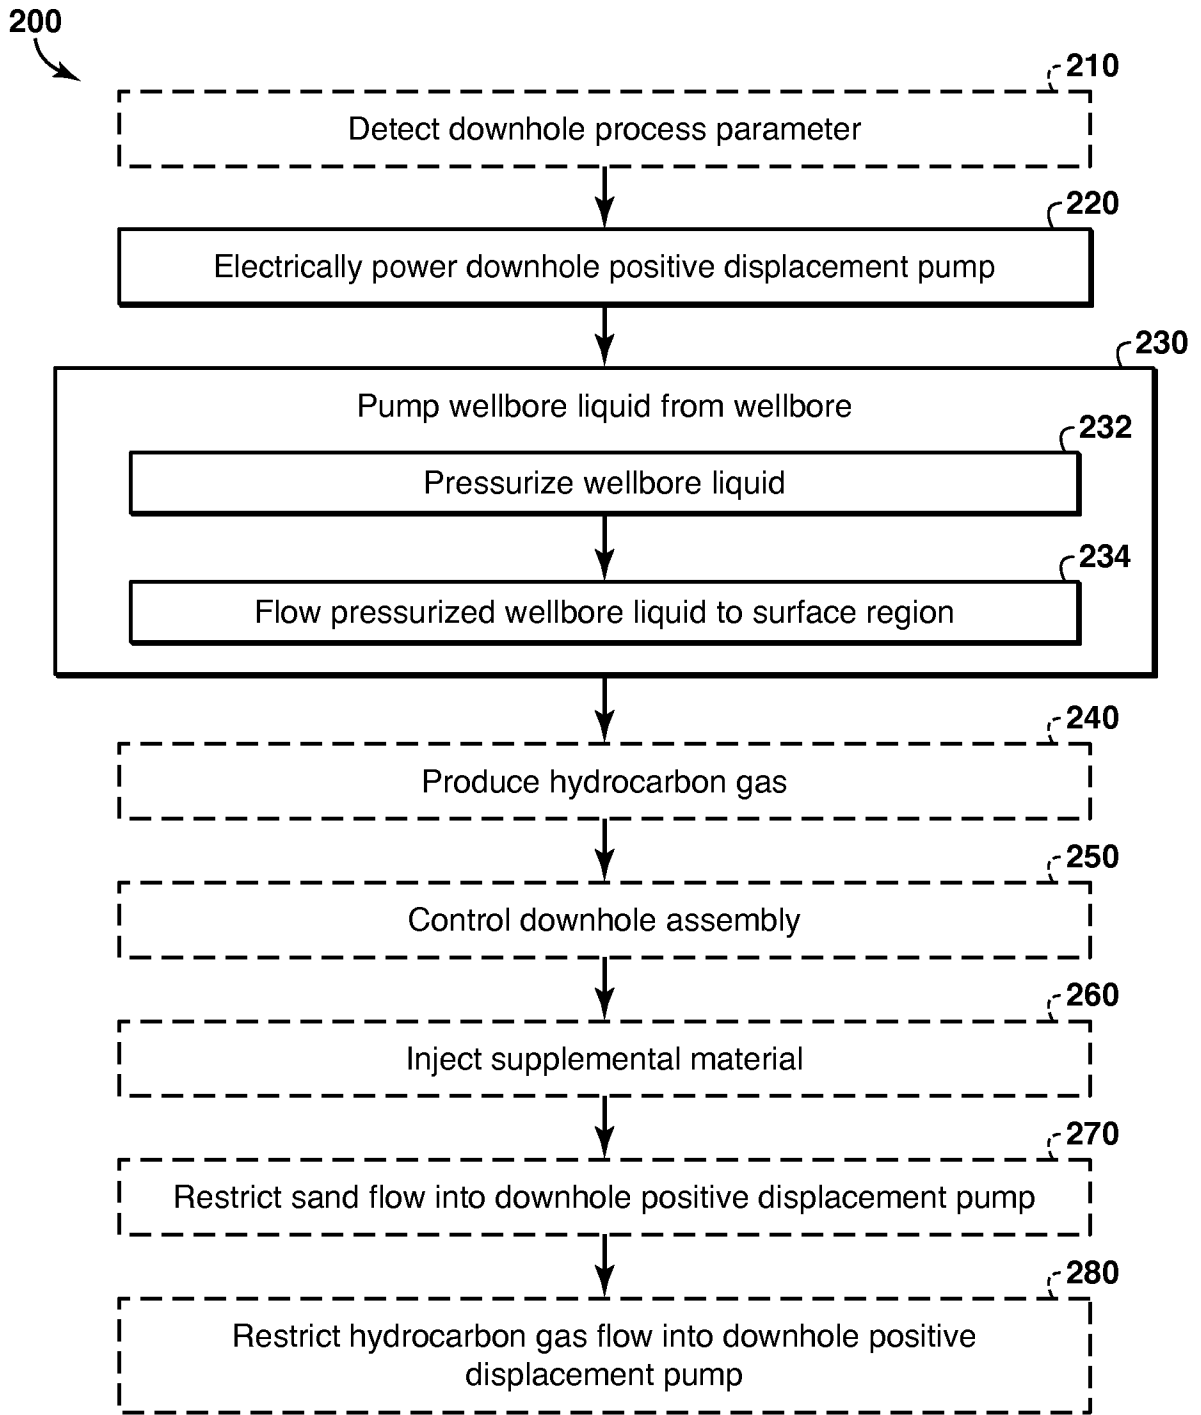 200
210
Detect downhole process parameter
220
Electrically power downhole positive displacement pump
230
Pump wellbore liquid from wellbore
232
Pressurize wellbore liquid
234
Flow pressurized wellbore liquid to surface region
240
Produce hydrocarbon gas
250
Control downhole assembly
260
Inject supplemental material
270
Restrict sand flow into downhole positive displacement pump
280
Restrict hydrocarbon gas flow into downhole positive
displacement pump